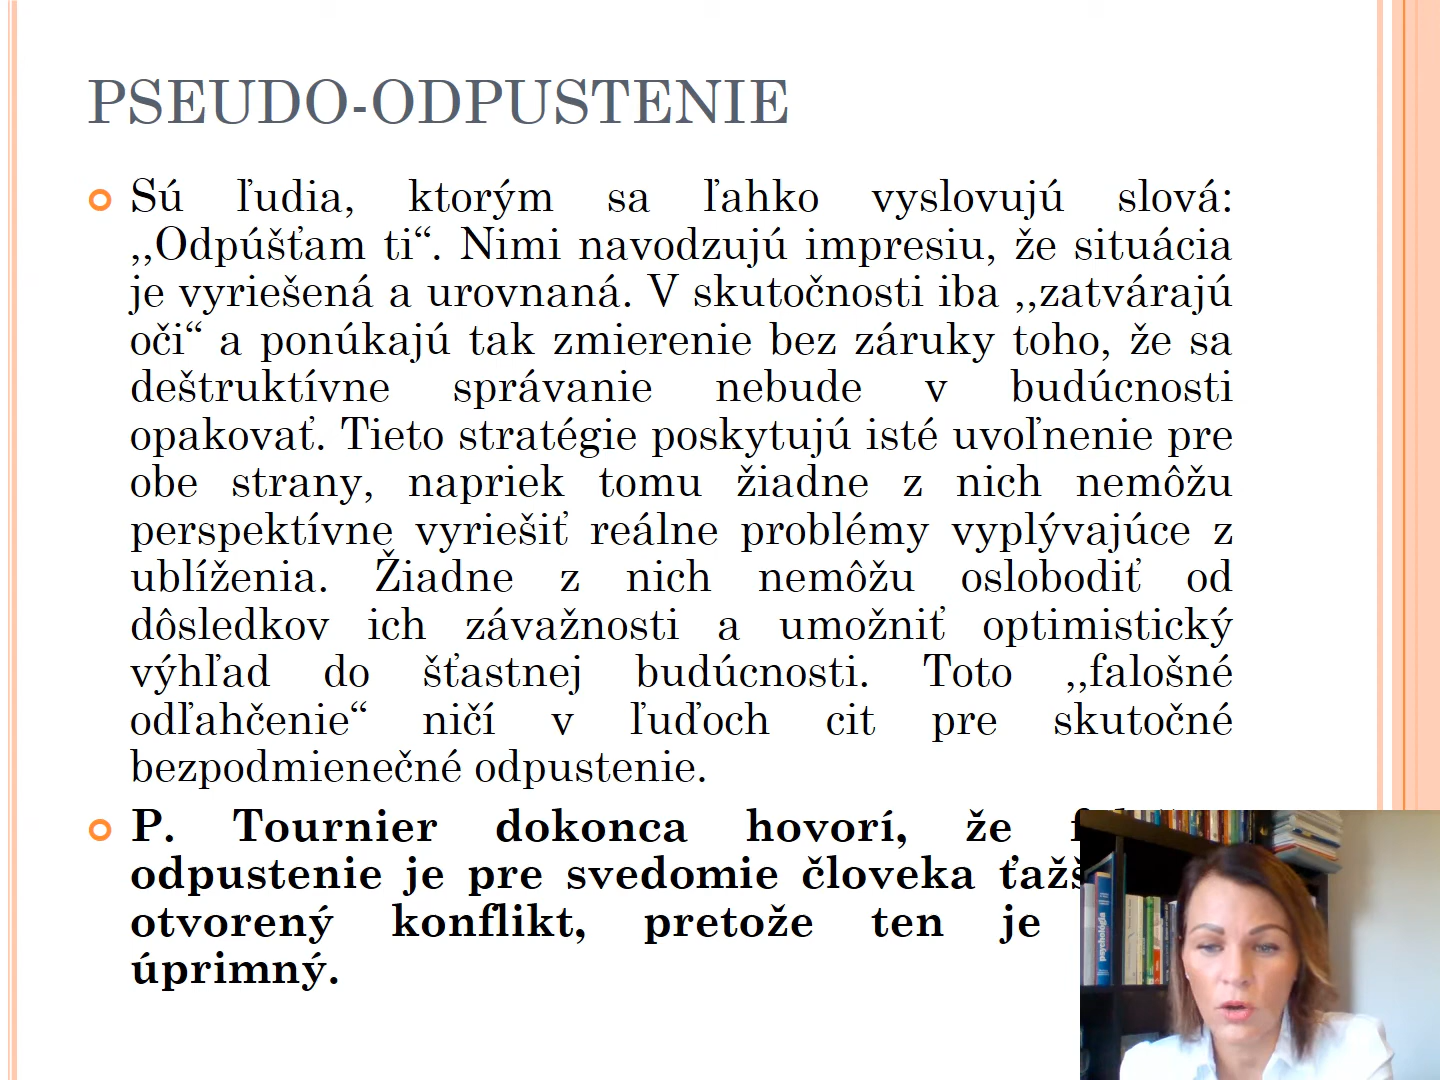 PSEUDO-ODPUSTENIE
Sú ľudia, ktorým sa ľahko vyslovujú slová:
,,Odpúšťam ti“. Nimi navodzujú impresiu, že situácia
je vyriešená a urovnaná. V skutočnosti iba ,,zatvárajú
oči“ a ponúkajú tak zmierenie bez záruky toho, že sa
deštruktívne správanie nebude v budúcnosti
opakovať. Tieto stratégie poskytujú isté uvoľnenie pre
obe strany, napriek tomu žiadne z nich nemôžu
perspektívne vyriešiť reálne problémy vyplývajúce z
ublíženia. Žiadne z nich nemôžu oslobodiť od
dôsledkov ich závažnosti a umožniť optimistický
výhľad do šťastnej budúcnosti. Toto ,,falošné
odľahčenie“ ničí v ľuďoch cit pre skutočné
bezpodmienečné odpustenie.
P. Tournier dokonca hovorí, že
odpustenie je pre svedomie človeka
otvorený konflikt, pretože ten je
úprimný.
psychológia